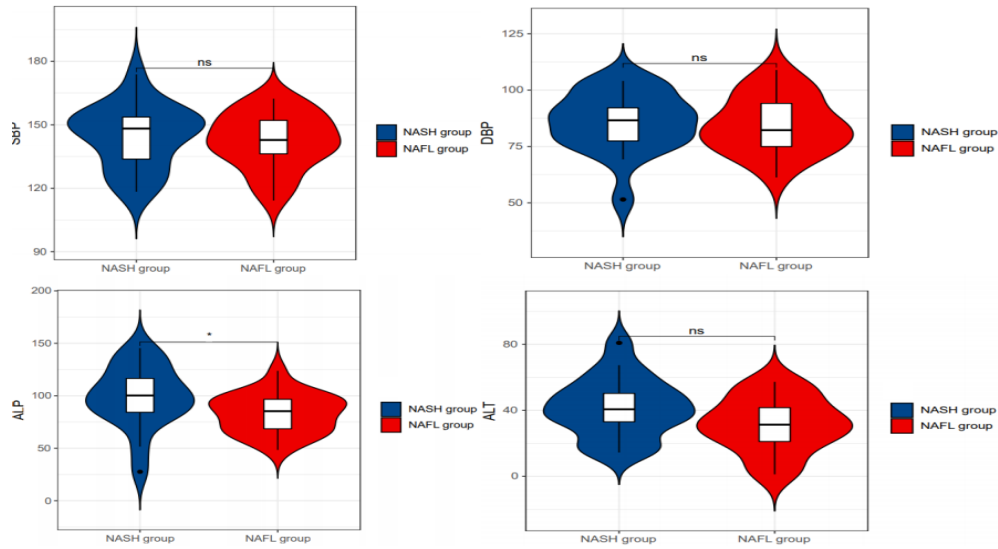 180
150
120
90
SBP
ns
NASH group
NAFL group
NASH group
NAFL group
125
100
75
50
DBP
ns
NASH group
NAFL group
NASH group
NAFL group
200
150
100
50
0
ALP
*
NASH group
NAFL group
NASH group
NAFL group
80
40
0
ALT
ns
NASH group
NAFL group
NASH group
NAFL group